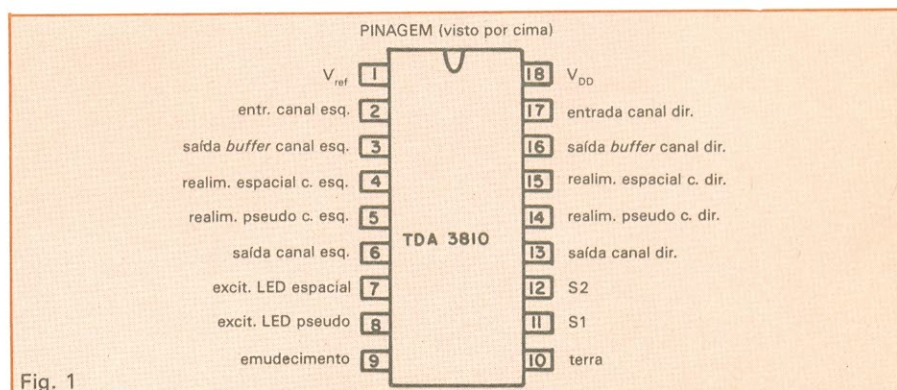 PINAGEM (visto por cima)
Vref 1
entr. canal esq. 2
saída buffer canal esq. 3
realim. espacial c. esq. 4
realim. pseudo c. esq. 5
saída canal esq. 6
excit. LED espacial 7
excit. LED pseudo 8
emudecimento 9
TDA 3810
18 VDD
17 entrada canal dir.
16 saída buffer canal dir.
15 realim. espacial c. dir.
14 realim. pseudo c. dir.
13 saída canal dir.
12 S2
11 S1
10 terra
Fig. 1